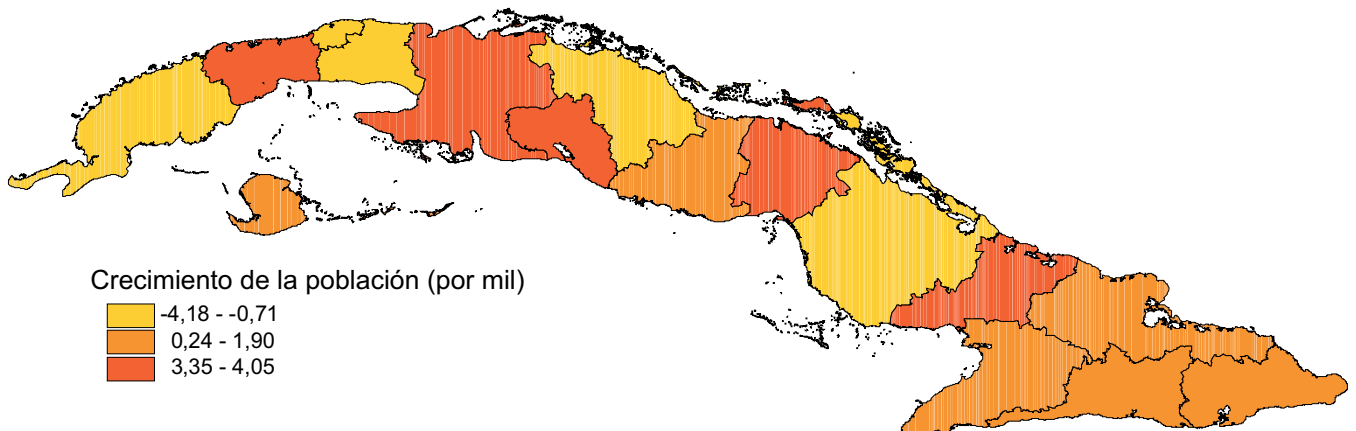 Crecimiento de la población (por mil)
-4,18 - -0,71
0,24 - 1,90
3,35 - 4,05